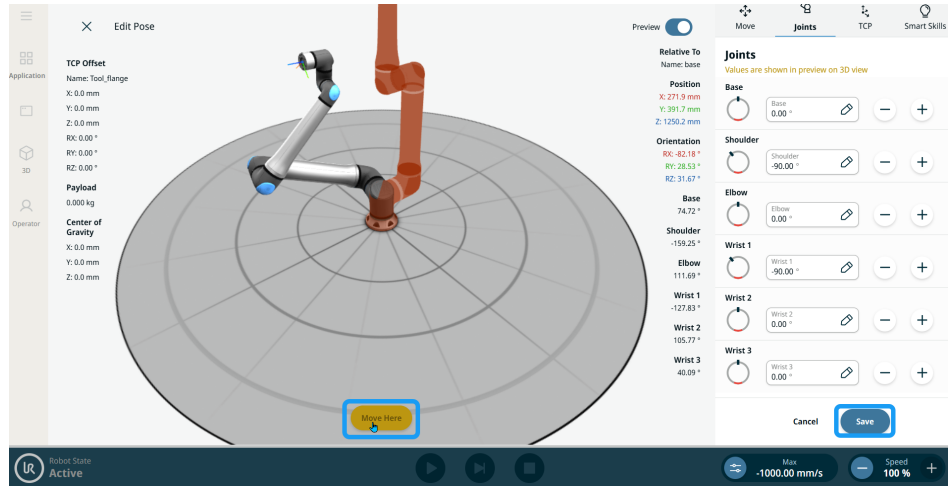 Edit Pose
Preview
Move
Joints
TCP
Smart Skills
Application
3D
Operator
TCP Offset
Name: Tool_flange
X: 0.0 mm
Y: 0.0 mm
Z: 0.0 mm
RX: 0.00 °
RY: 0.00 °
RZ: 0.00 °
Payload
0.000 kg
Center of
Gravity
X: 0.0 mm
Y: 0.0 mm
Z: 0.0 mm
Relative To
Name: base
Position
X: 271.9 mm
Y: 391.7 mm
Z: 1250.2 mm
Orientation
RX: -82.18 °
RY: 28.53 °
RZ: 31.67 °
Base
74.72 °
Shoulder
-159.25 °
Elbow
111.69 °
Wrist 1
-127.83 °
Wrist 2
105.77 °
Wrist 3
40.09 °
Joints
Values are shown in preview on 3D view
Base
Base
0.00 °
Shoulder
Shoulder
-90.00 °
Elbow
Elbow
0.00 °
Wrist 1
Wrist 1
-90.00 °
Wrist 2
Wrist 2
0.00 °
Wrist 3
Wrist 3
0.00 °
Move Here
Cancel
Save
UR
Robot State
Active
Max
-1000.00 mm/s
Speed
100 %